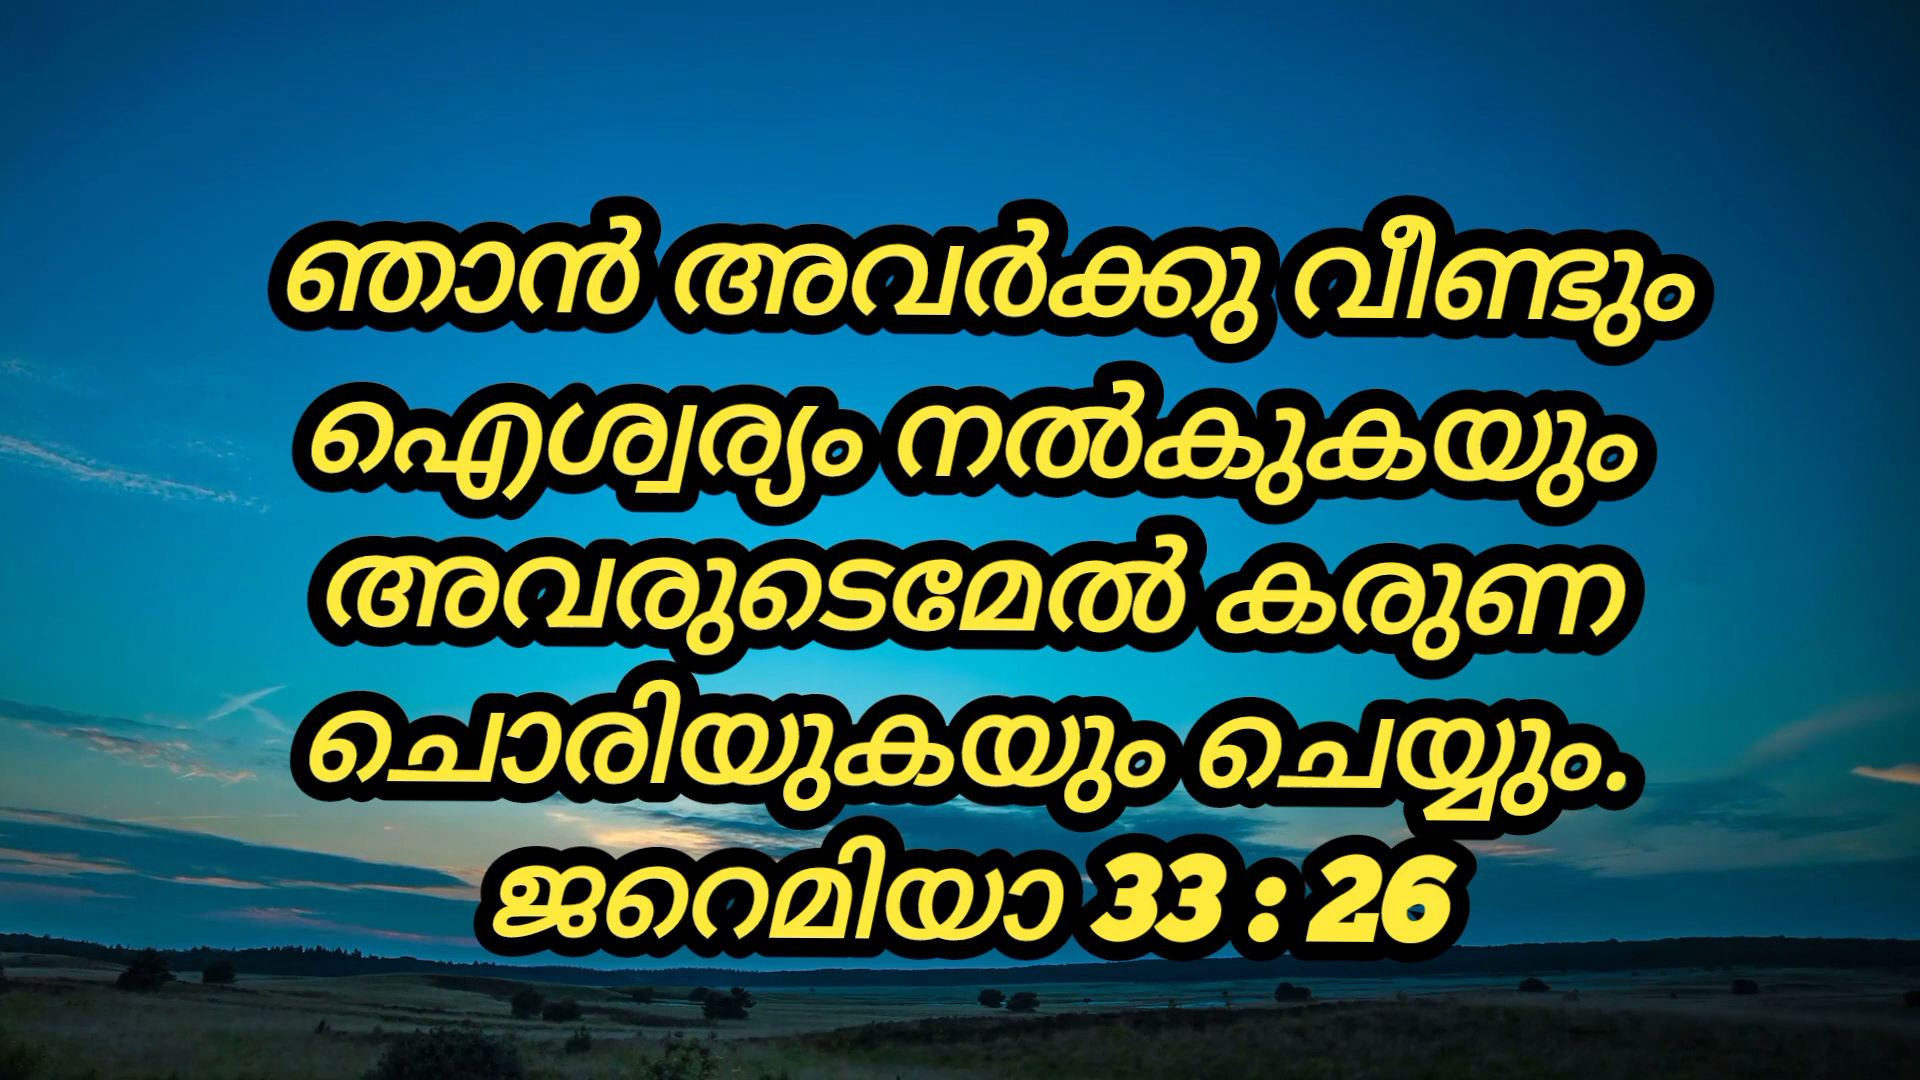 ഞാൻ അവർക്കു വീണ്ടും
ഐശ്വര്യം നൽകുകയും
അവരുടെമേൽ കരുണ
ചൊരിയുകയും ചെയ്യും.
ജറെമിയാ 33 : 26